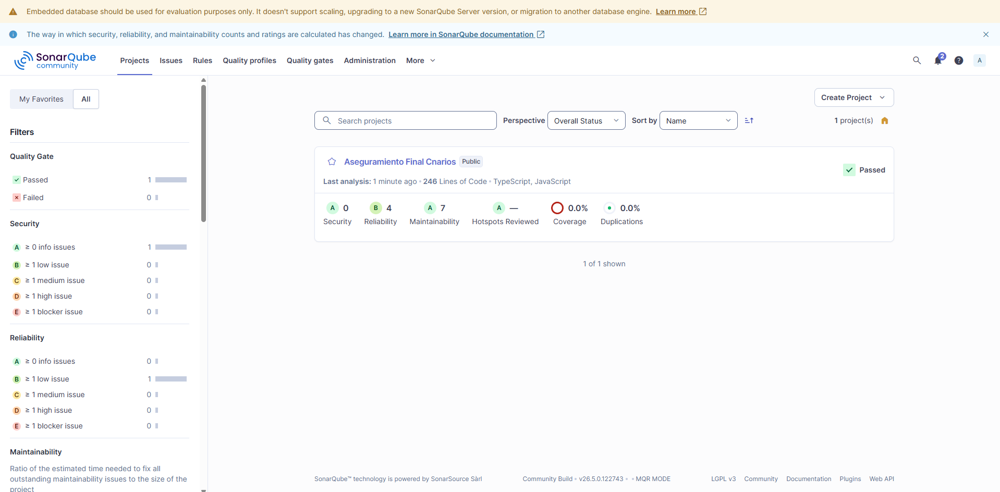 Embedded database should be used for evaluation purposes only. It doesn't support scaling, upgrading to a new SonarQube Server version, or migration to another database engine. Learn more
The way in which security, reliability, and maintainability counts and ratings are calculated has changed. Learn more in SonarQube documentation
SonarQube community
Projects Issues Rules Quality profiles Quality gates Administration More
2
A
My Favorites All
Filters
Quality Gate
Passed 1
Failed 0
Security
A ≥ 0 info issues 1
B ≥ 1 low issue 0
C ≥ 1 medium issue 0
D ≥ 1 high issue 0
E ≥ 1 blocker issue 0
Reliability
A ≥ 0 info issues 0
B ≥ 1 low issue 1
C ≥ 1 medium issue 0
D ≥ 1 high issue 0
E ≥ 1 blocker issue 0
Maintainability
Ratio of the estimated time needed to fix all
outstanding maintainability issues to the size of the
project
Create Project
Search projects Perspective Overall Status Sort by Name 1 project(s)
Aseguramiento Final Cnarios Public
Passed
Last analysis: 1 minute ago • 246 Lines of Code • TypeScript, JavaScript
A 0 B 4 A 7 A — 0.0% 0.0%
Security Reliability Maintainability Hotspots Reviewed Coverage Duplications
1 of 1 shown
SonarQube™ technology is powered by SonarSource Sàrl Community Build • v26.5.0.122743 • • MQR MODE LGPL v3 Community Documentation Plugins Web API